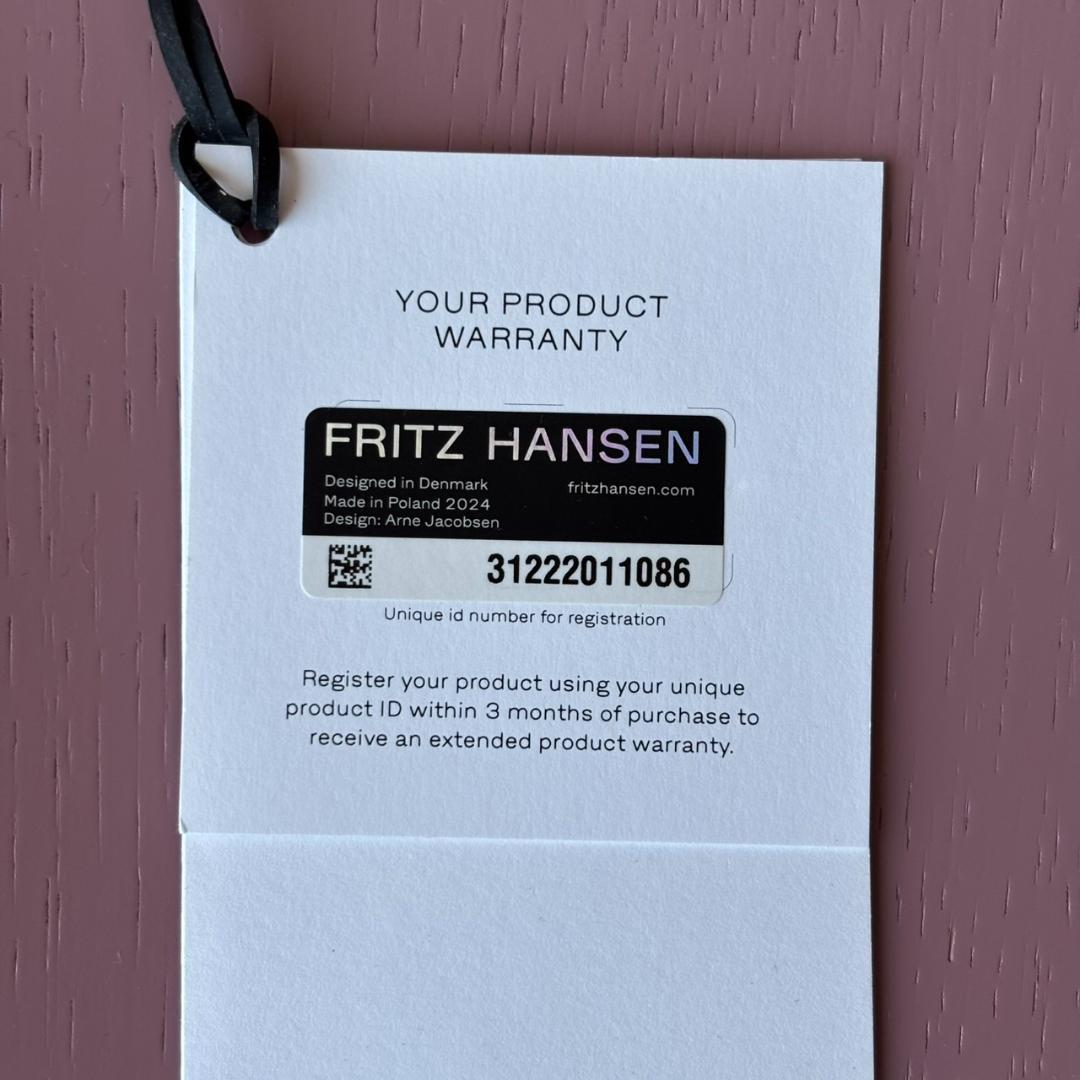 YOUR PRODUCT
WARRANTY
FRITZ HANSEN
Designed in Denmark
fritzhansen.com
Made in Poland 2024
Design: Arne Jacobsen
31222011086
Unique id number for registration
Register your product using your unique
product ID within 3 months of purchase to
receive an extended product warranty.